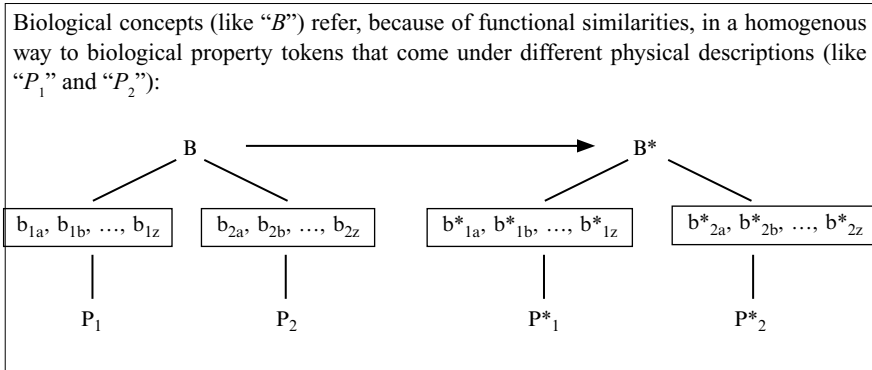 Biological concepts (like “B”) refer, because of functional similarities, in a homogenous
way to biological property tokens that come under different physical descriptions (like
“P₁” and “P₂”):
B B*
b₁ₐ, b₁b, …, b₁z b₂ₐ, b₂b, …, b₂z b*₁ₐ, b*₁b, …, b*₁z b*₂ₐ, b*₂b, …, b*₂z
P₁ P₂ P*₁ P*₂